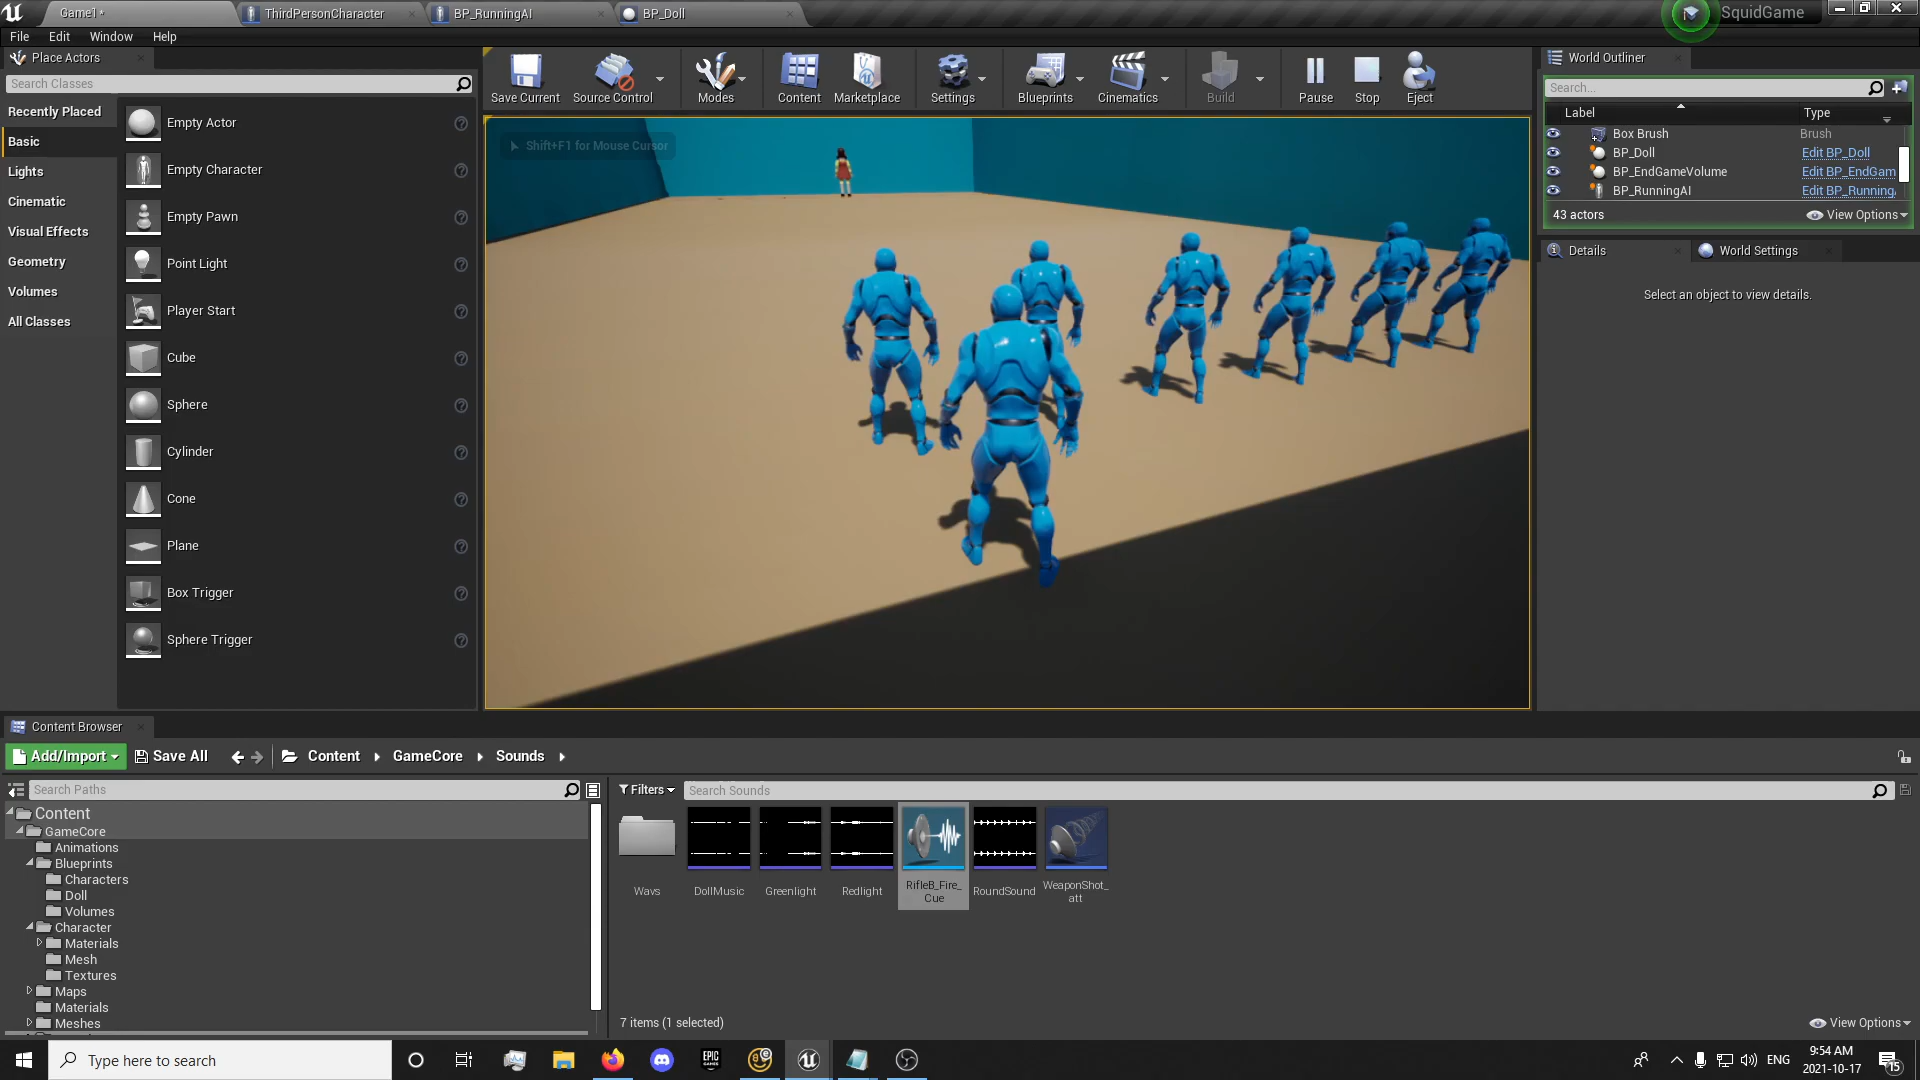 Game1*
ThirdPersonCharacter
BP_RunningAI
BP_Doll
SquidGame
File
Edit
Window
Help
Place Actors
Search Classes
Recently Placed
Basic
Lights
Cinematic
Visual Effects
Geometry
Volumes
All Classes
Empty Actor
Empty Character
Empty Pawn
Point Light
Player Start
Cube
Sphere
Cylinder
Cone
Plane
Box Trigger
Sphere Trigger
Save Current
Source Control
Modes
Content
Marketplace
Settings
Blueprints
Cinematics
Build
Pause
Stop
Eject
Shift+F1 for Mouse Cursor
World Outliner
Search...
Label
Type
Box Brush
Brush
BP_Doll
Edit BP_Doll
BP_EndGameVolume
Edit BP_EndGam
BP_RunningAI
Edit BP_Running
43 actors
View Options
Details
World Settings
Select an object to view details.
Content Browser
Add/Import
Save All
Content
GameCore
Sounds
Search Paths
Content
GameCore
Animations
Blueprints
Characters
Doll
Volumes
Character
Materials
Mesh
Textures
Maps
Materials
Meshes
Filters
Search Sounds
Wavs
DollMusic
Greenlight
Redlight
RifleB_Fire_
Cue
RoundSound
WeaponShot_
att
7 items (1 selected)
View Options
Type here to search
EPIC
ENG
9:54 AM
2021-10-17
15